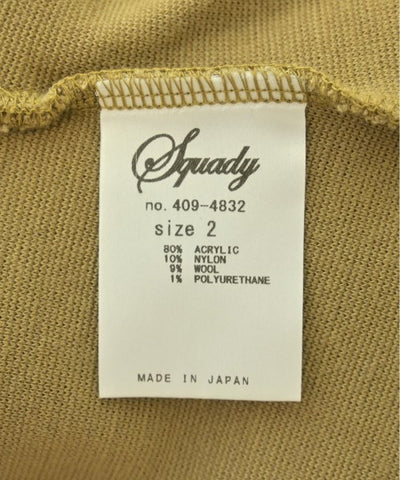 Squady
no. 409-4832
size 2
80% ACRYLIC
10% NYLON
9% WOOL
1% POLYURETHANE
MADE IN JAPAN